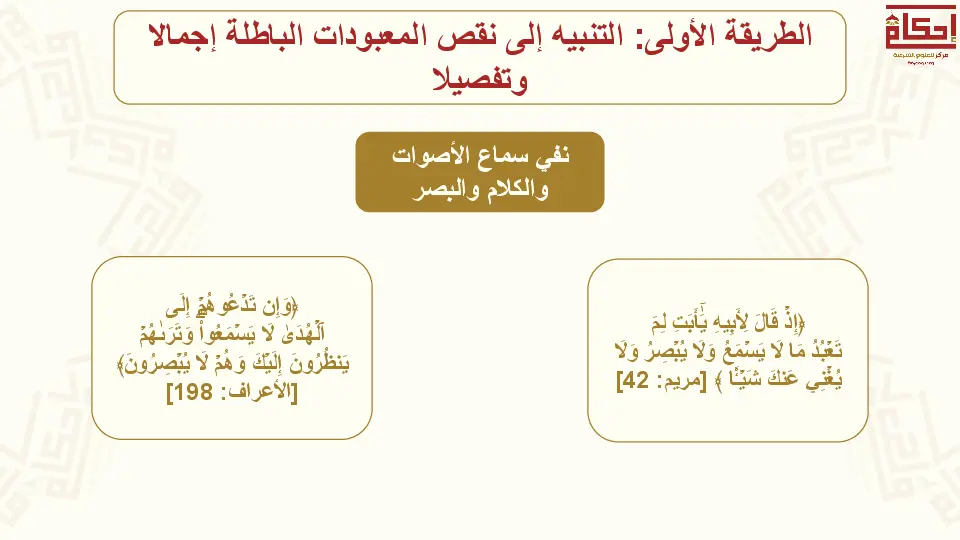 الطريقة الأولى: التنبيه إلى نقص المعبودات الباطلة إجمالا
وتفصيلا
إحكام
مركز للعلوم الشرعية
نفي سماع الأصوات
والكلام والبصر
﴿إِذۡ قَالَ لِأَبِيهِ يَٰٓأَبَتِ لِمَ
تَعۡبُدُ مَا لَا يَسۡمَعُ وَلَا يُبۡصِرُ وَلَا
يُغۡنِي عَنكَ شَيۡـٔٗا ﴾ [مريم: 42]
﴿وَإِن تَدۡعُوهُمۡ إِلَى
ٱلۡهُدَىٰ لَا يَسۡمَعُواْۖ وَتَرَىٰهُمۡ
يَنظُرُونَ إِلَيۡكَ وَهُمۡ لَا يُبۡصِرُونَ﴾
[الأعراف: 198]